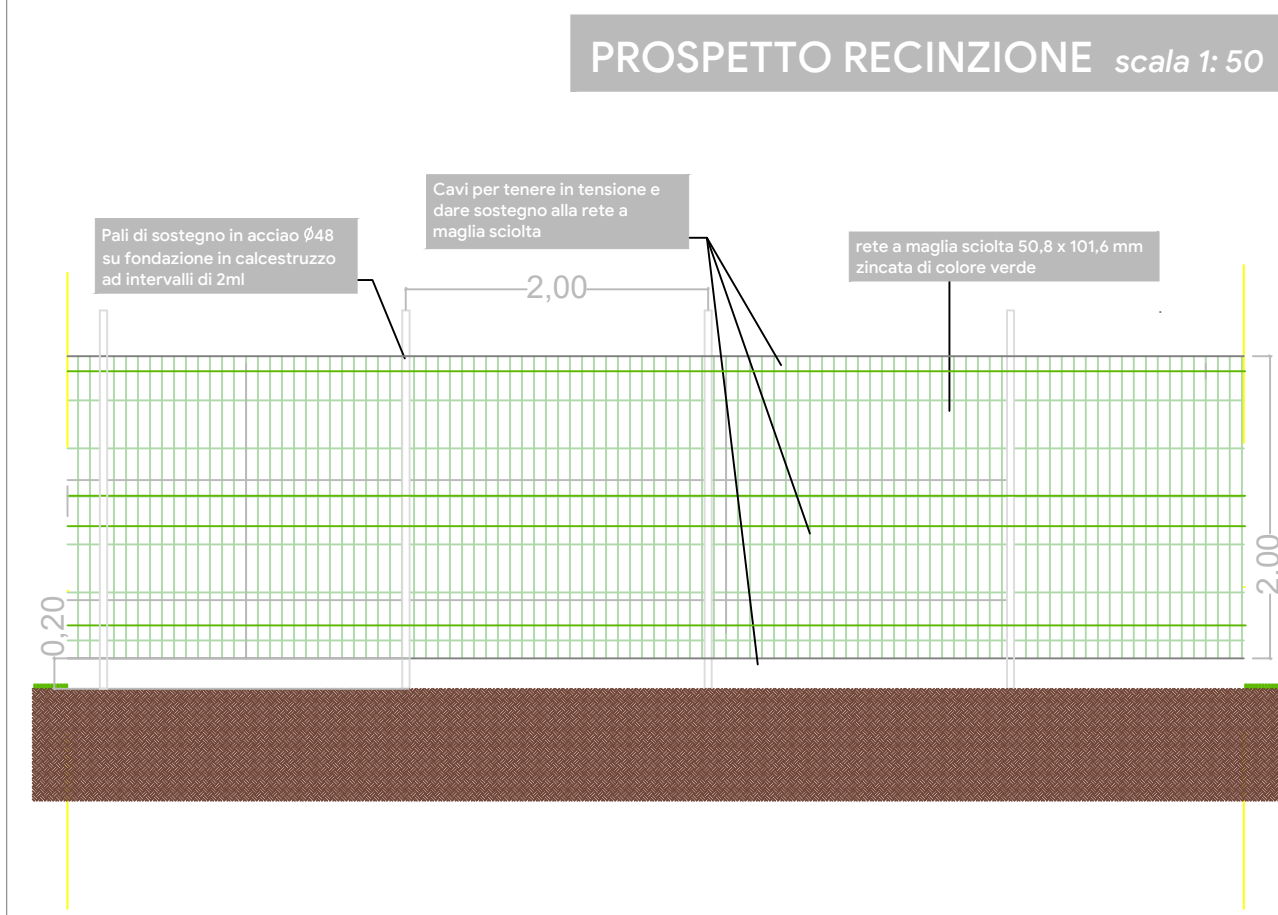 PROSPETTO RECINZIONE scala 1: 50
Cavi per tenere in tensione e
dare sostegno alla rete a
maglia sciolta
Pali di sostegno in acciao Ø48
su fondazione in calcestruzzo
ad intervalli di 2ml
rete a maglia sciolta 50,8 x 101,6 mm
zincata di colore verde
2,00
2,00
0,20